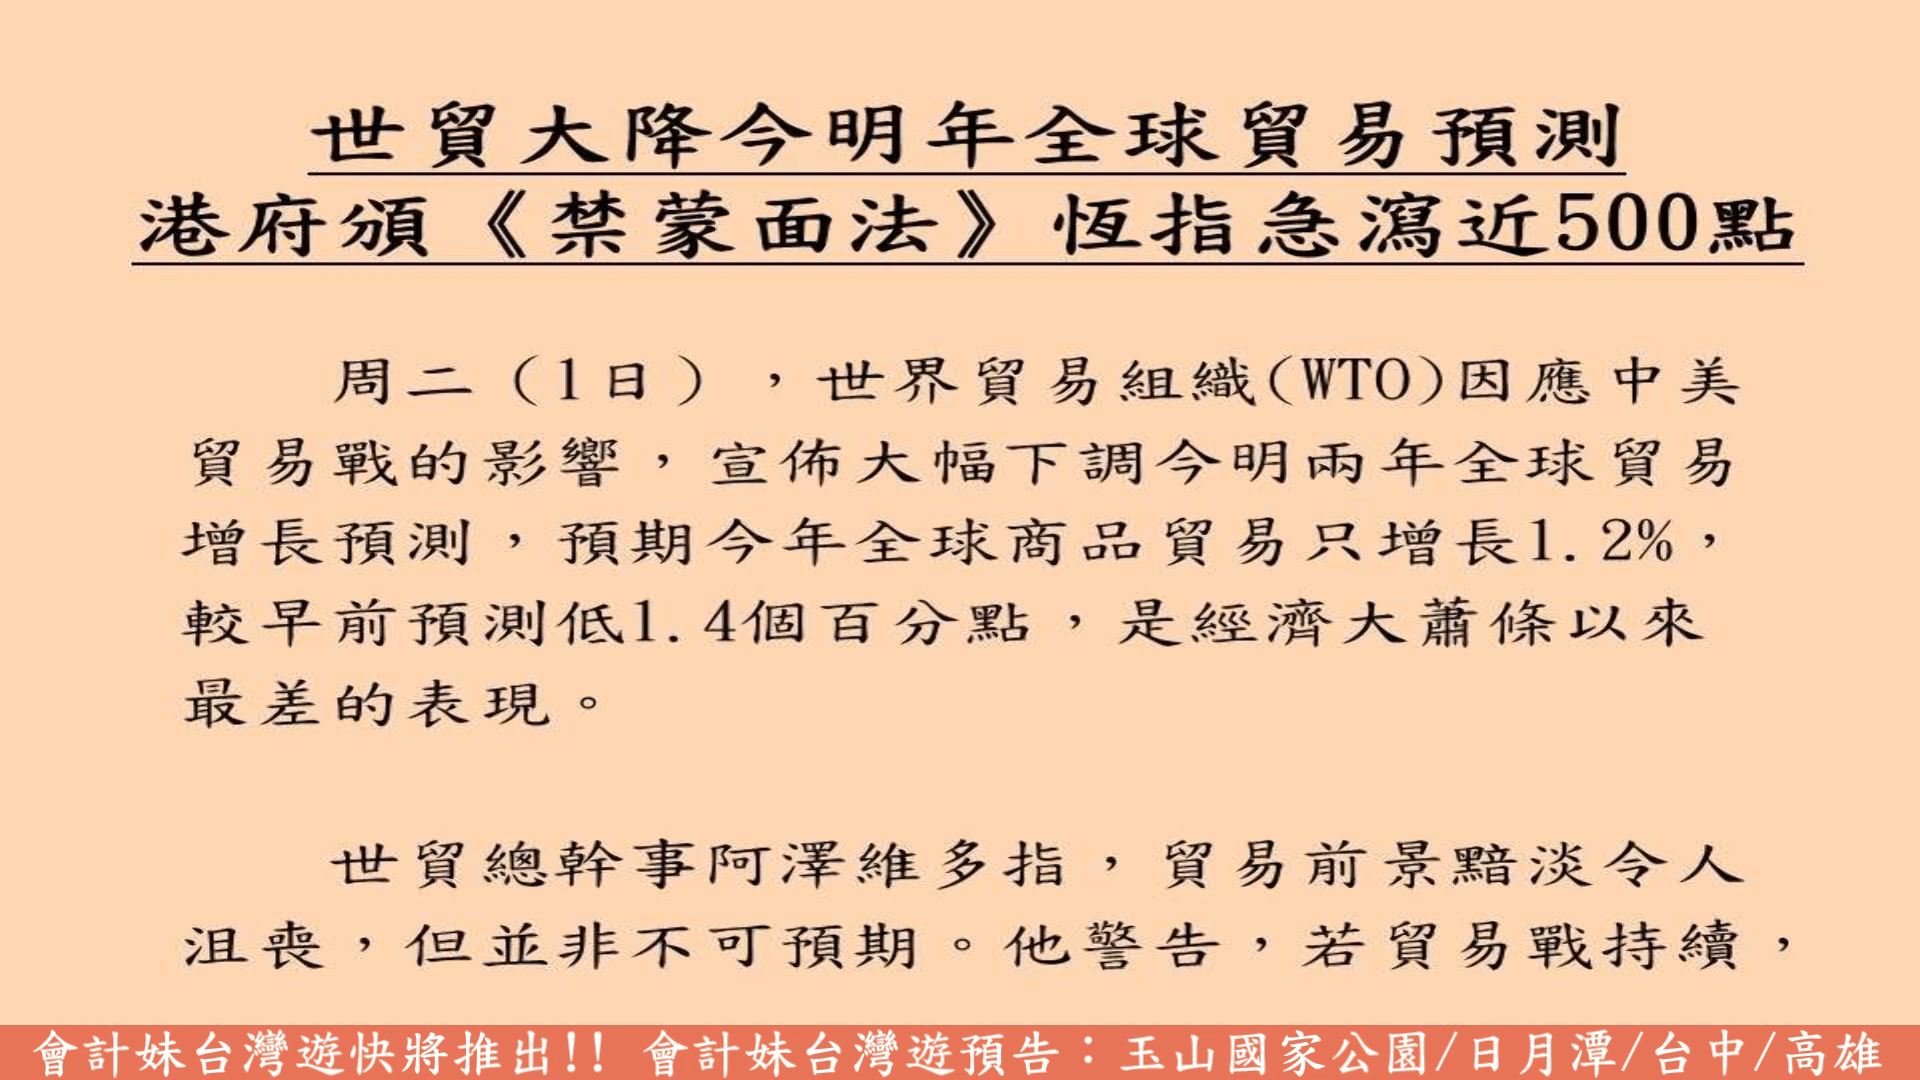 世貿大降今明年全球貿易預測
港府頒《禁蒙面法》恆指急瀉近500點
周二（1日），世界貿易組織(WTO)因應中美
貿易戰的影響，宣佈大幅下調今明兩年全球貿易
增長預測，預期今年全球商品貿易只增長1.2%，
較早前預測低1.4個百分點，是經濟大蕭條以來
最差的表現。
世貿總幹事阿澤維多指，貿易前景黯淡令人
沮喪，但並非不可預期。他警告，若貿易戰持續，
會計妹台灣遊快將推出!! 會計妹台灣遊預告：玉山國家公園/日月潭/台中/高雄